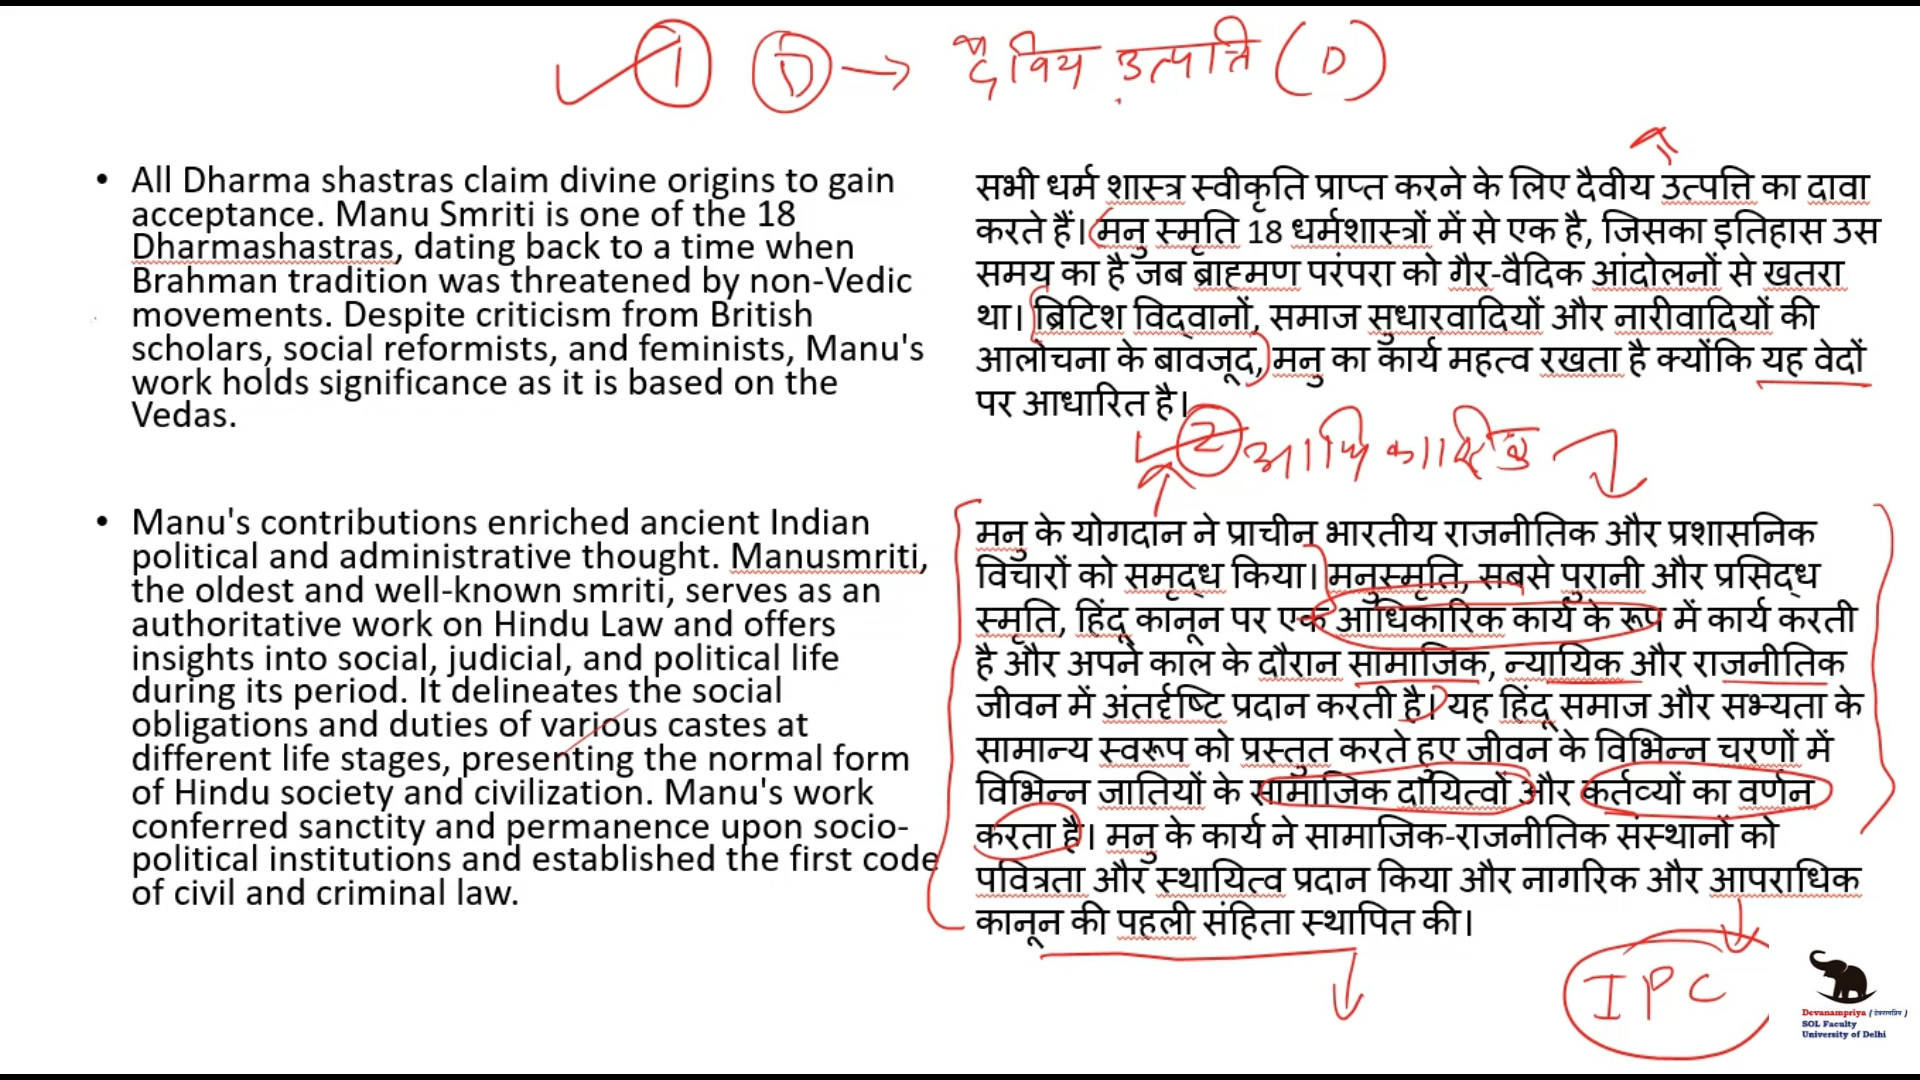 1 D → दैविय उत्पत्ति (D)
• All Dharma shastras claim divine origins to gain
acceptance. Manu Smriti is one of the 18
Dharmashastras, dating back to a time when
Brahman tradition was threatened by non-Vedic
movements. Despite criticism from British
scholars, social reformists, and feminists, Manu's
work holds significance as it is based on the
Vedas.
• Manu's contributions enriched ancient Indian
political and administrative thought. Manusmriti,
the oldest and well-known smriti, serves as an
authoritative work on Hindu Law and offers
insights into social, judicial, and political life
during its period. It delineates the social
obligations and duties of various castes at
different life stages, presenting the normal form
of Hindu society and civilization. Manu's work
conferred sanctity and permanence upon socio-
political institutions and established the first code
of civil and criminal law.
सभी धर्म शास्त्र स्वीकृति प्राप्त करने के लिए दैवीय उत्पत्ति का दावा
करते हैं। मनु स्मृति 18 धर्मशास्त्रों में से एक है, जिसका इतिहास उस
समय का है जब ब्राह्मण परंपरा को गैर-वैदिक आंदोलनों से खतरा
था। ब्रिटिश विद्वानों, समाज सुधारवादियों और नारीवादियों की
आलोचना के बावजूद, मनु का कार्य महत्व रखता है क्योंकि यह वेदों
पर आधारित है।
2 आधिकारिक
मनु के योगदान ने प्राचीन भारतीय राजनीतिक और प्रशासनिक
विचारों को समृद्ध किया। मनुस्मृति, सबसे पुरानी और प्रसिद्ध
स्मृति, हिंदू कानून पर एक आधिकारिक कार्य के रूप में कार्य करती
है और अपने काल के दौरान सामाजिक, न्यायिक और राजनीतिक
जीवन में अंतर्दृष्टि प्रदान करती है। यह हिंदू समाज और सभ्यता के
सामान्य स्वरूप को प्रस्तुत करते हुए जीवन के विभिन्न चरणों में
विभिन्न जातियों के सामाजिक दायित्वों और कर्तव्यों का वर्णन
करता है। मनु के कार्य ने सामाजिक-राजनीतिक संस्थानों को
पवित्रता और स्थायित्व प्रदान किया और नागरिक और आपराधिक
कानून की पहली संहिता स्थापित की।
IPC
Devanampriya (देवानामप्रिय)
SOL Faculty
University of Delhi